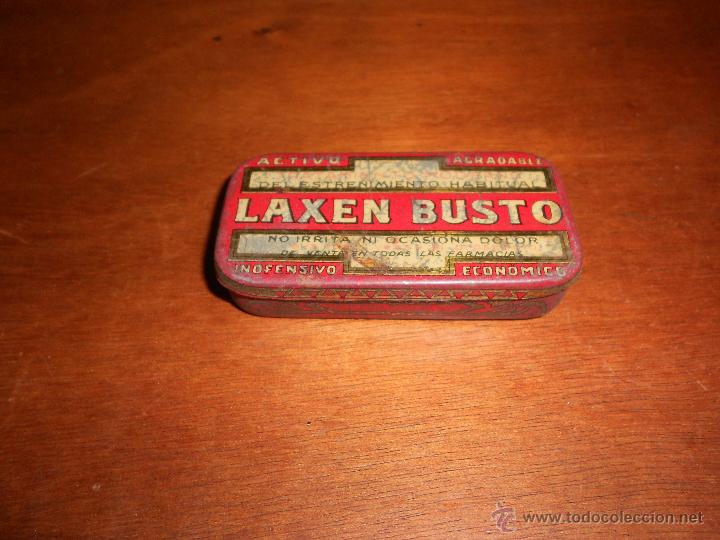 ACTIVO AGRADABLE
DEL ESTREÑIMIENTO HABITUAL
LAXEN BUSTO
NO IRRITA NI OCASIONA DOLOR
DE VENTA EN TODAS LAS FARMACIAS
INOFENSIVO ECONOMICO
www.todocoleccion.net